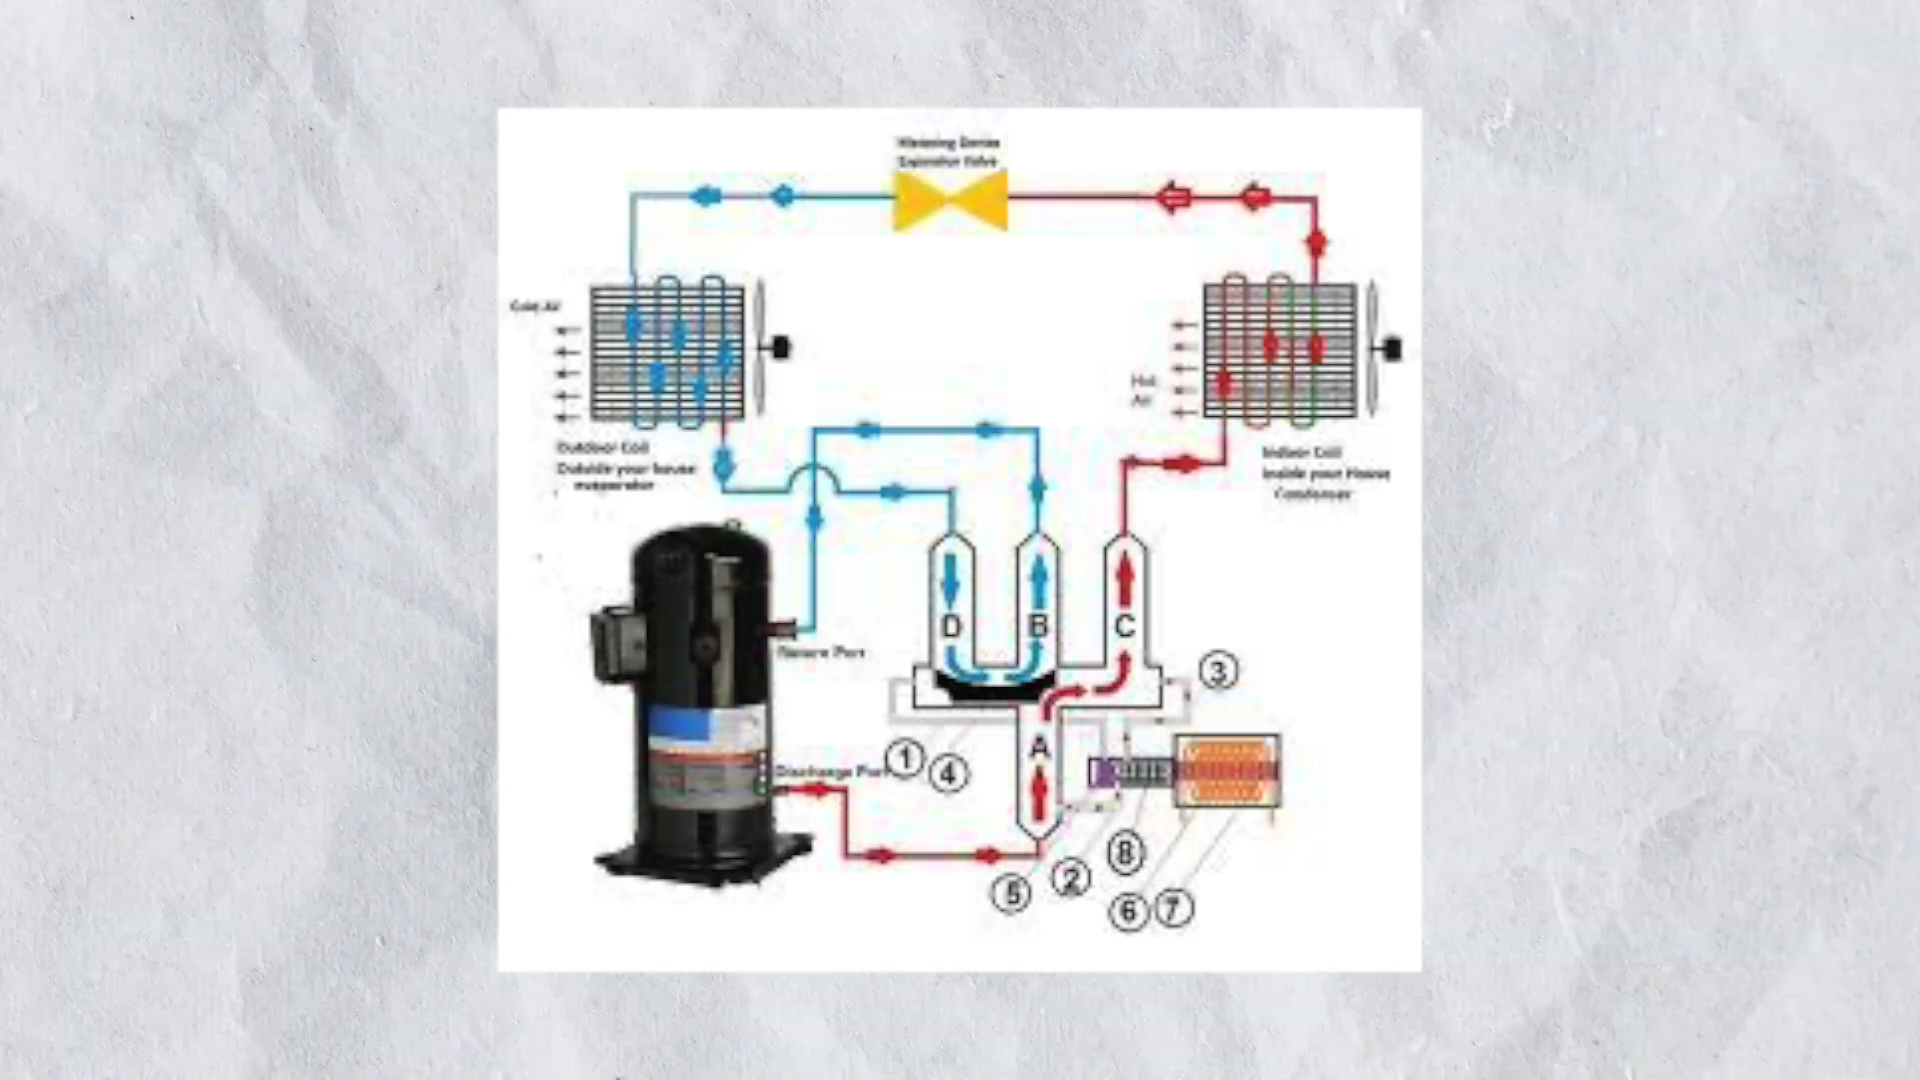 Metering Device
Expansion Valve
Cold Air
Hot
Air
Outdoor Coil
Outside your house
evaporator
Indoor Coil
Inside your House
Condenser
D
B
C
Return Port
3
A
Discharge Port
1
4
8
2
5
6
7